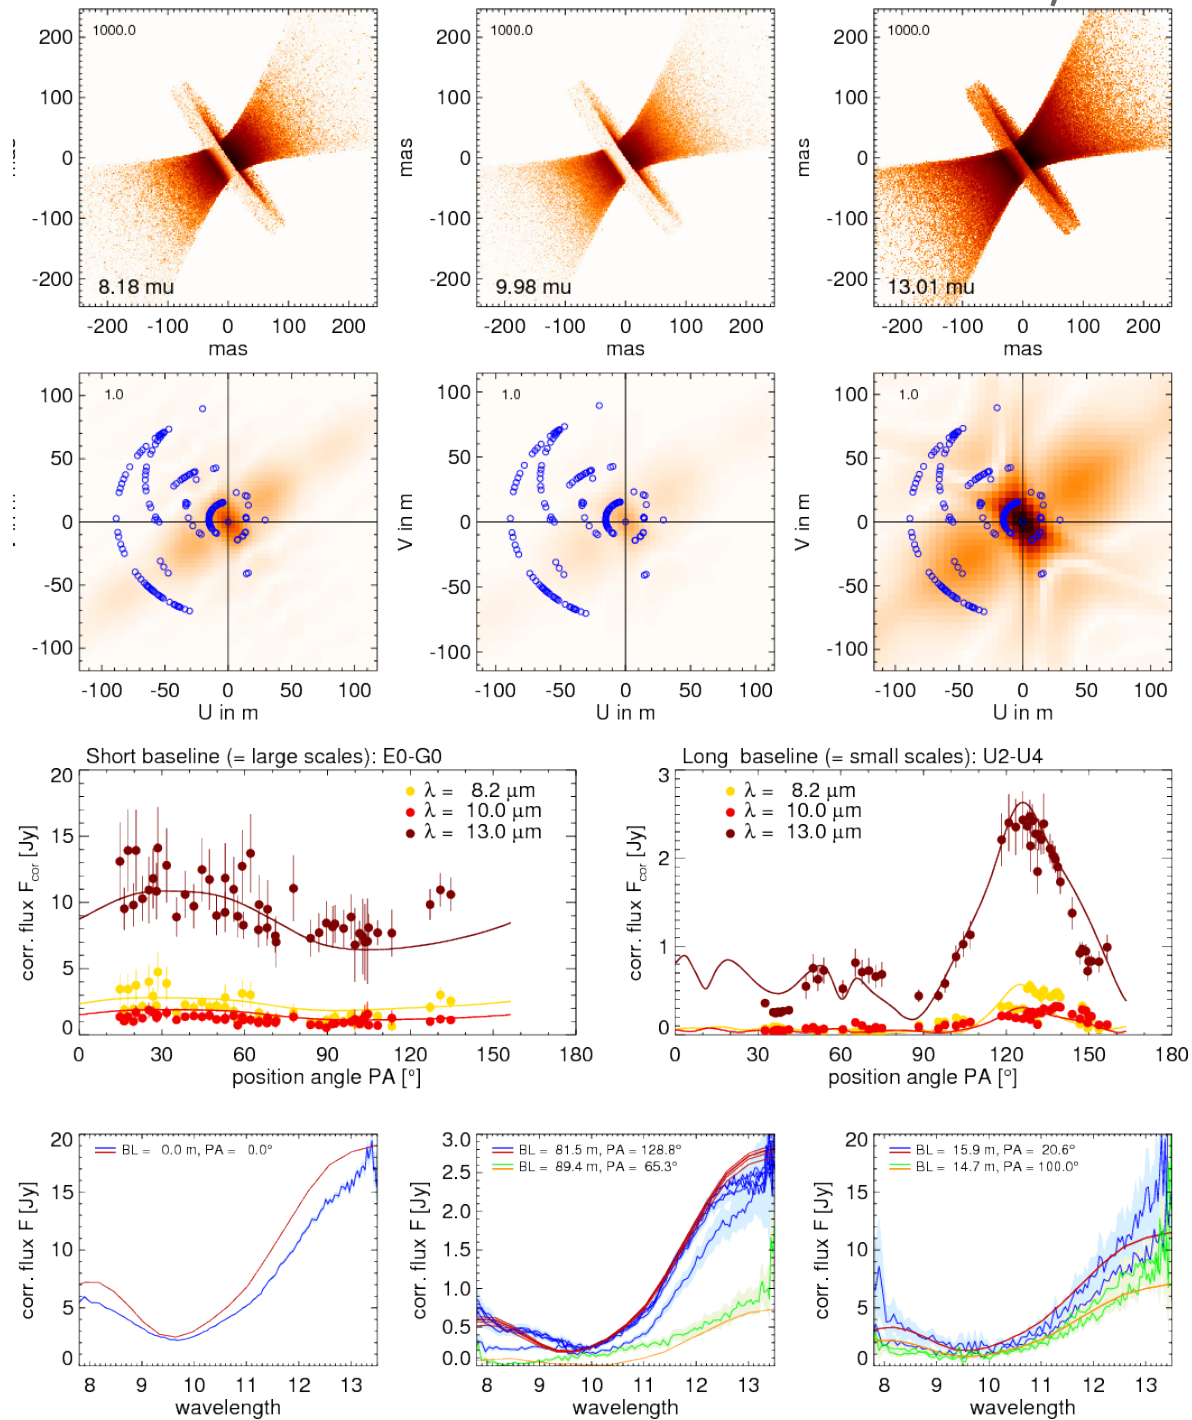 1000.0 1000.0 1000.0
200 200 200
100 100 100
0 0 0
-100 -100 -100
-200 -200 -200
mas mas
8.18 mu 9.98 mu 13.01 mu
-200 -100 0 100 200 -200 -100 0 100 200 -200 -100 0 100 200
mas mas mas
1.0 1.0 1.0
100 100 100
50 50 50
0 0 0
-50 -50 -50
-100 -100 -100
V in m V in m
-100 -50 0 50 100 -100 -50 0 50 100 -100 -50 0 50 100
U in m U in m U in m
Short baseline (= large scales): E0-G0 Long baseline (= small scales): U2-U4
20 3
λ = 8.2 μm λ = 8.2 μm
λ = 10.0 μm λ = 10.0 μm
λ = 13.0 μm λ = 13.0 μm
15 2
10 1
5 0
0
corr. flux Fcor [Jy] corr. flux Fcor [Jy]
0 30 60 90 120 150 180 0 30 60 90 120 150 180
position angle PA [°] position angle PA [°]
20 3.0 20
BL = 0.0 m, PA = 0.0° BL = 81.5 m, PA = 128.8° BL = 15.9 m, PA = 20.6°
BL = 89.4 m, PA = 65.3° BL = 14.7 m, PA = 100.0°
15 2.5 15
10 2.0 10
5 1.5 5
0 1.0 0
0.5
0.0
corr. flux F [Jy] corr. flux F [Jy] corr. flux F [Jy]
8 9 10 11 12 13 8 9 10 11 12 13 8 9 10 11 12 13
wavelength wavelength wavelength